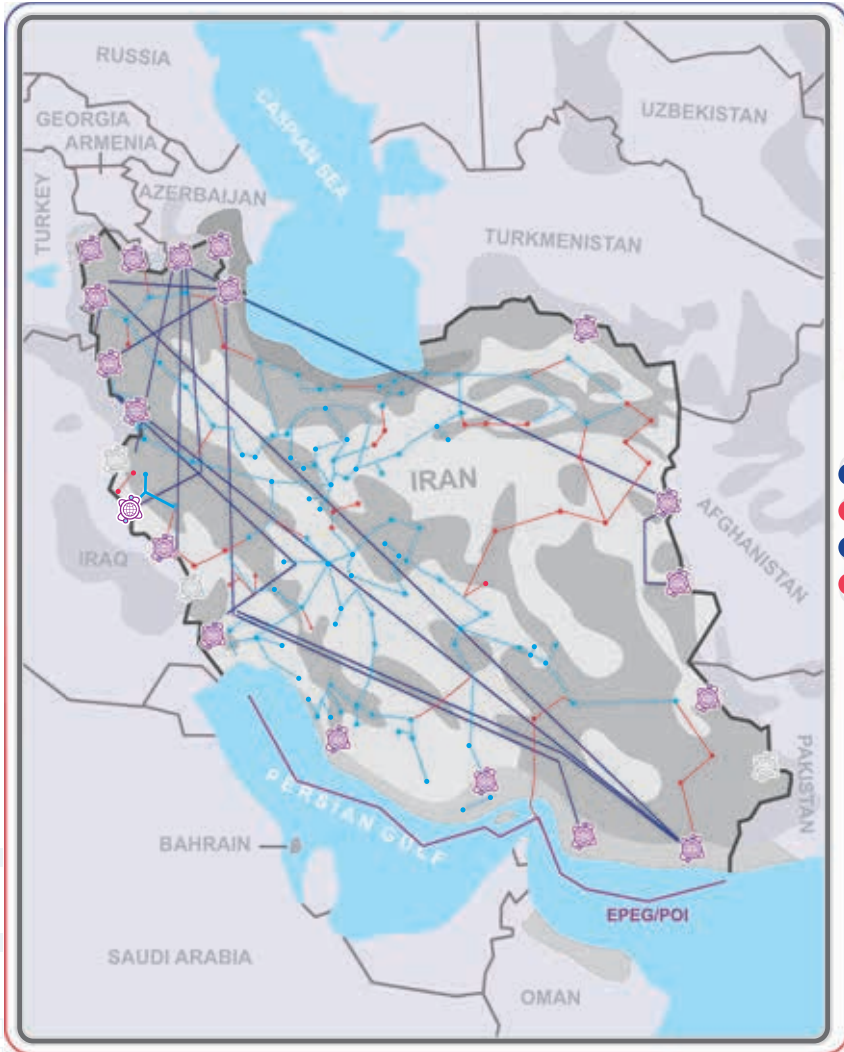 RUSSIA
CASPIAN SEA
UZBEKISTAN
GEORGIA
ARMENIA
TURKEY
AZERBAIJAN
TURKMENISTAN
IRAN
AFGHANISTAN
IRAQ
PAKISTAN
PERSTAN GULF
BAHRAIN
EPEG/POI
SAUDI ARABIA
OMAN